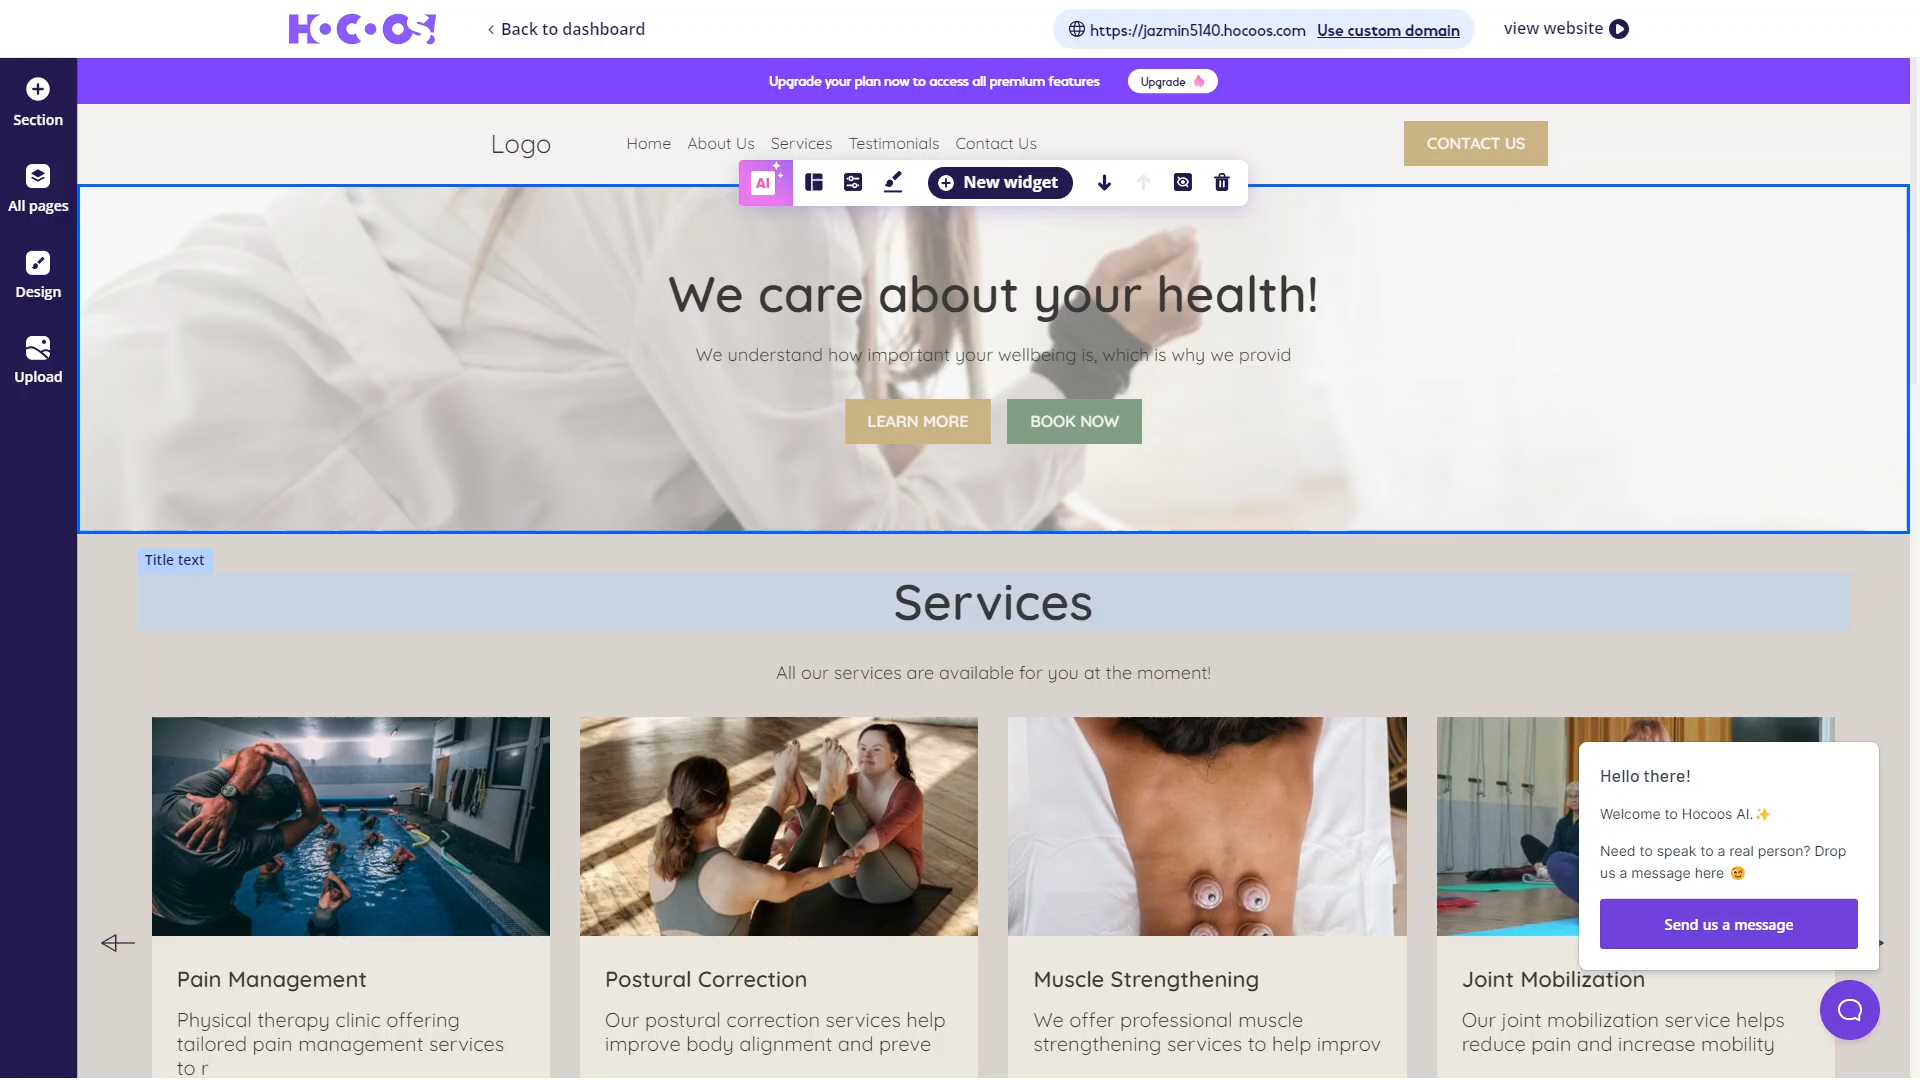 HOCOOS!
Back to dashboard
https://jazmin5140.hocoos.com Use custom domain
view website
Upgrade your plan now to access all premium features
Upgrade
Section
All pages
Design
Upload
Logo
Home About Us Services Testimonials Contact Us
CONTACT US
AI
New widget
We care about your health!
We understand how important your wellbeing is, which is why we provid
LEARN MORE
BOOK NOW
Title text
Services
All our services are available for you at the moment!
Pain Management
Physical therapy clinic offering
tailored pain management services
to r
Postural Correction
Our postural correction services help
improve body alignment and preve
Muscle Strengthening
We offer professional muscle
strengthening services to help improv
Joint Mobilization
Our joint mobilization service helps
reduce pain and increase mobility
Hello there!
Welcome to Hocoos AI.✨
Need to speak to a real person? Drop
us a message here 😊
Send us a message